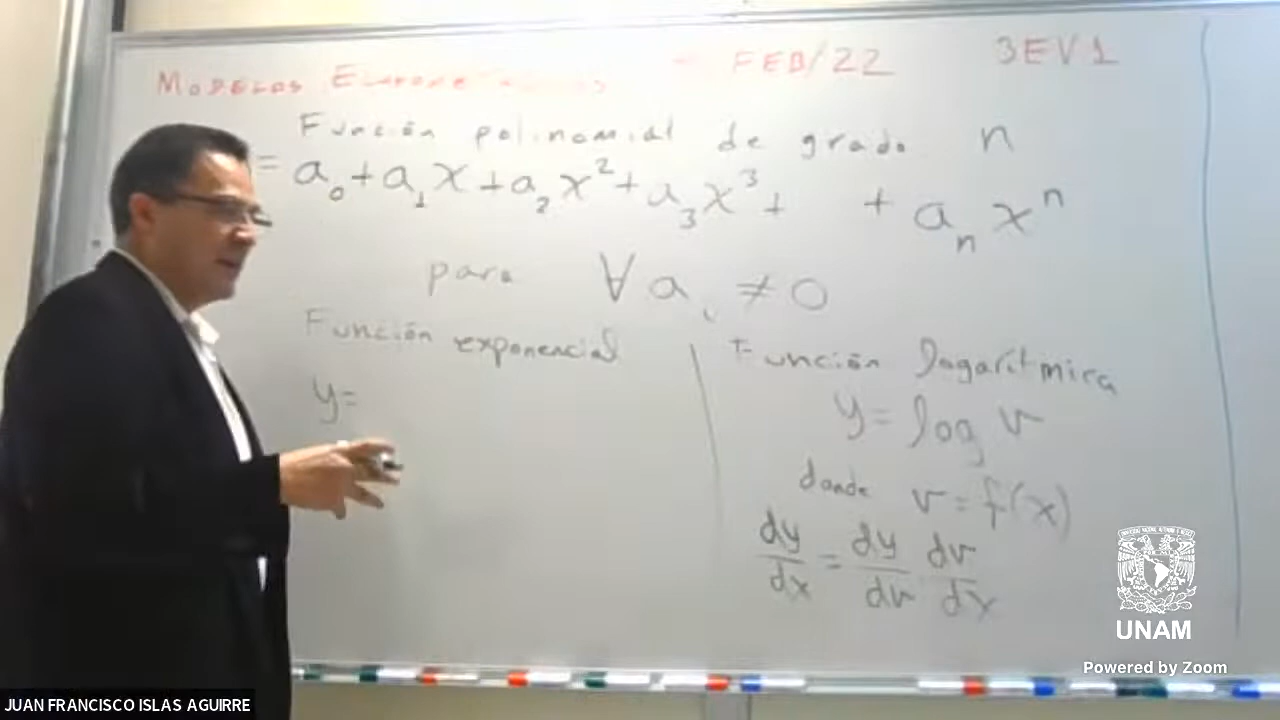 MODELOS
FEB/22 3EV1
Función polinomial de grado n
= a₀ + a₁x + a₂x² + a₃x³ + + aₙxⁿ
para ∀ aᵢ ≠ 0
Función exponencial
y=
Función logarítmica
y= log v
donde v = f(x)
dy/dx = dy/dv dv/dx
UNAM
Powered by Zoom
JUAN FRANCISCO ISLAS AGUIRRE